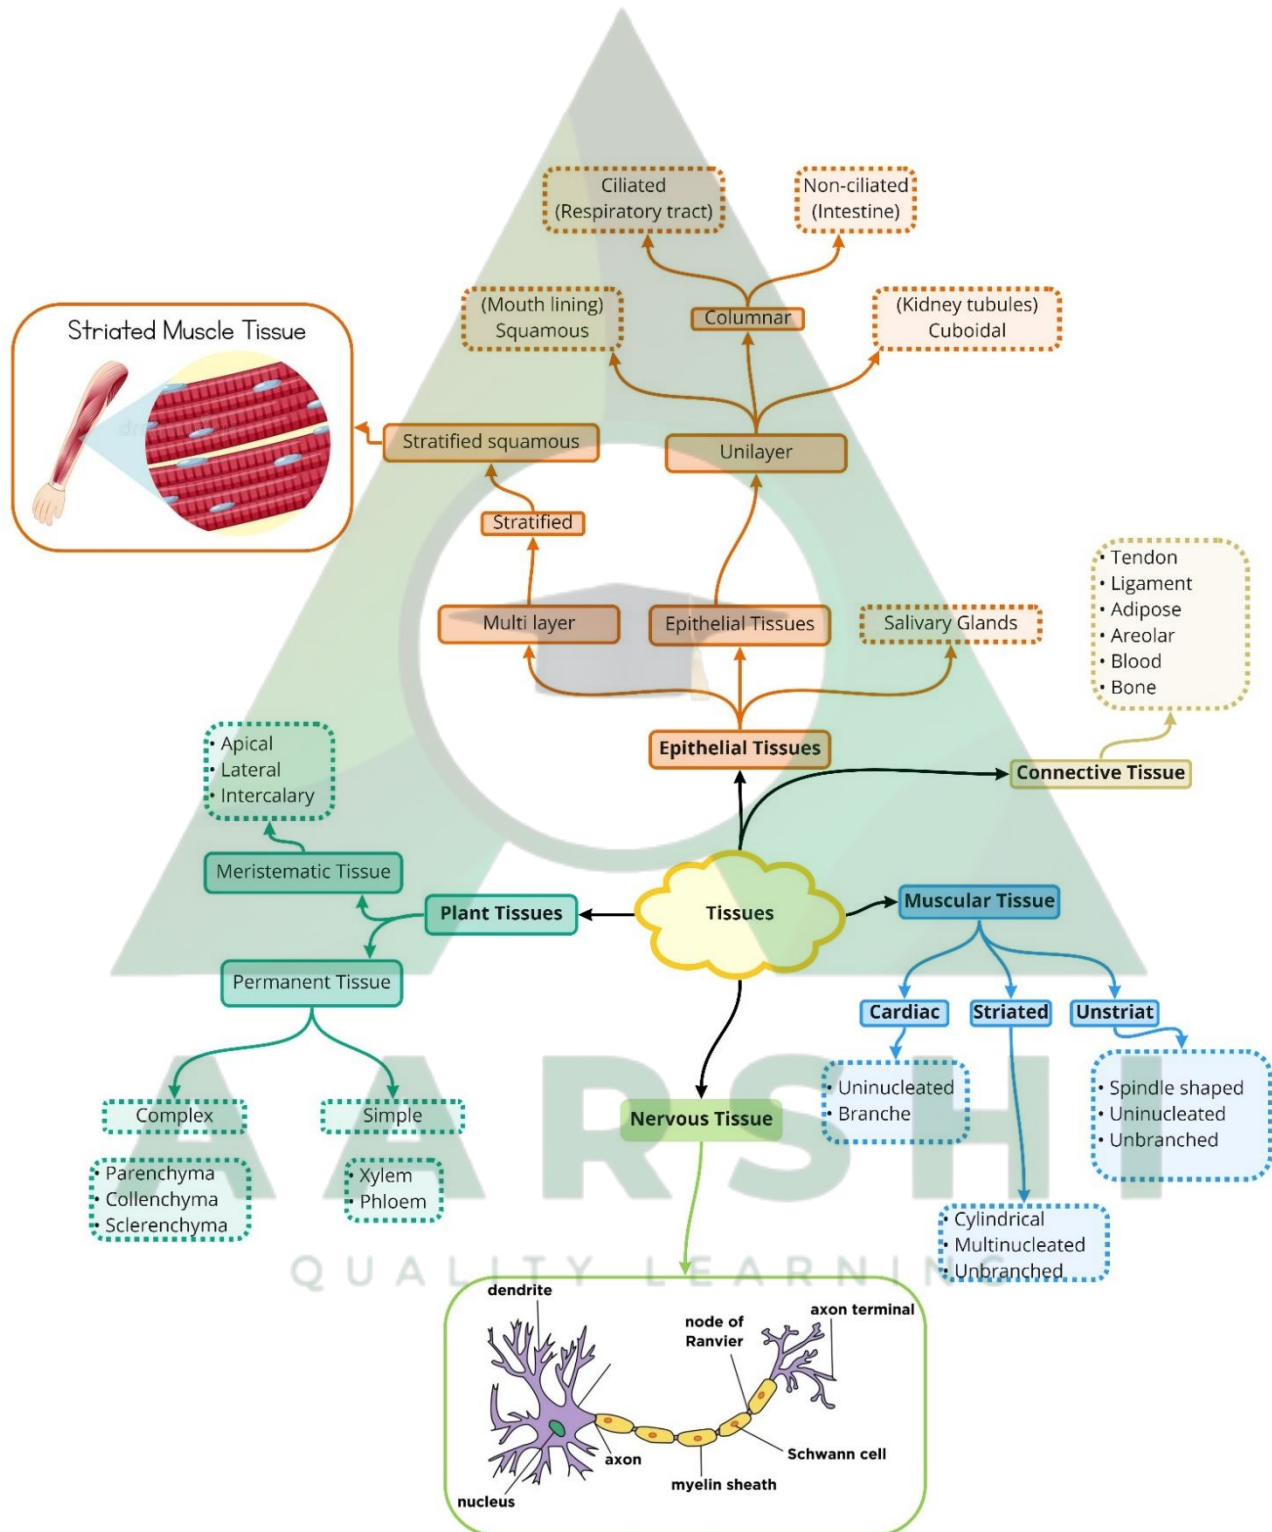 Ciliated
(Respiratory tract)
Non-ciliated
(Intestine)
(Mouth lining)
Squamous
Columnar
(Kidney tubules)
Cuboidal
Striated Muscle Tissue
Stratified squamous
Unilayer
Stratified
Multi layer
Epithelial Tissues
Salivary Glands
• Tendon
• Ligament
• Adipose
• Areolar
• Blood
• Bone
Epithelial Tissues
Connective Tissue
• Apical
• Lateral
• Intercalary
Meristematic Tissue
Plant Tissues
Tissues
Muscular Tissue
Permanent Tissue
Cardiac
Striated
Unstriat
Complex
Simple
Nervous Tissue
• Uninucleated
• Branche
• Spindle shaped
• Uninucleated
• Unbranched
• Parenchyma
• Collenchyma
• Sclerenchyma
• Xylem
• Phloem
• Cylindrical
• Multinucleated
• Unbranched
AARSHI
QUALITY LEARNING
dendrite
node of
Ranvier
axon terminal
axon
Schwann cell
myelin sheath
nucleus